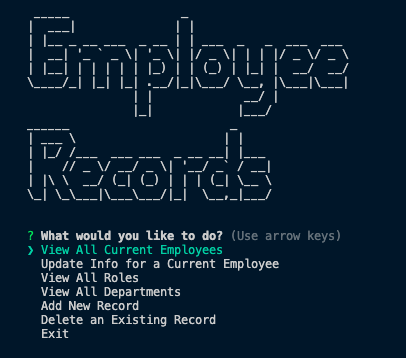 Employee
Records
? What would you like to do? (Use arrow keys)
❯ View All Current Employees
Update Info for a Current Employee
View All Roles
View All Departments
Add New Record
Delete an Existing Record
Exit